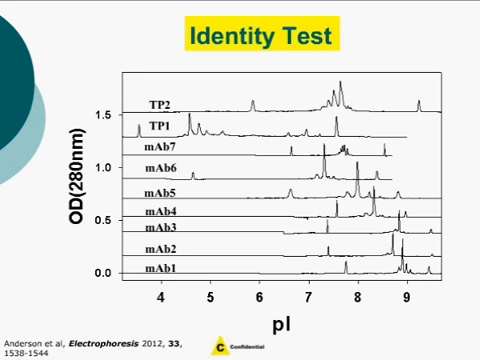 Identity Test
TP2
1.5
TP1
mAb7
1.0
mAb6
mAb5
0.5
mAb4
mAb3
mAb2
0.0
mAb1
OD(280nm)
4 5 6 7 8 9
pI
Anderson et al, Electrophoresis 2012, 33,
1538-1544
C Confidential